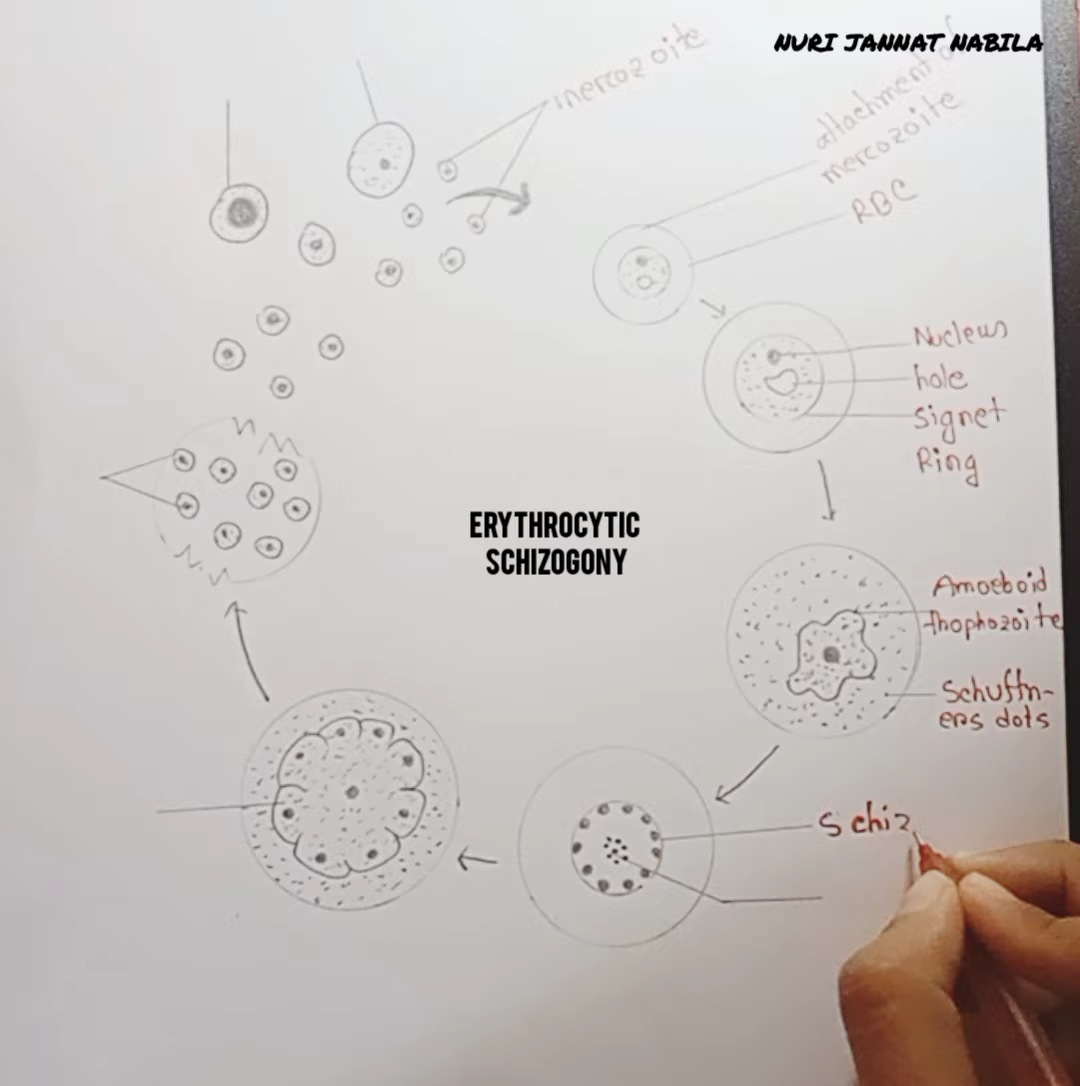 NURI JANNAT NABILA
mercozoite
attachment of
mercozoite
RBC
Nucleus
hole
Signet
Ring
ERYTHROCYTIC
SCHIZOGONY
Amoeboid
thophozoite
Schuffn-
ers dots
Schiz